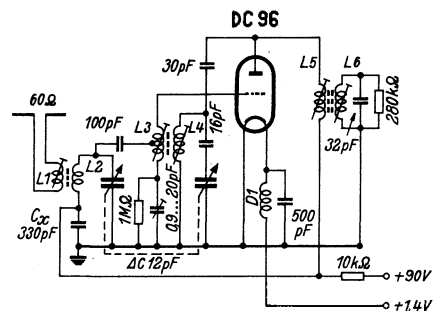 DC 96
30pF
L5
L6
60Ω
100pF
L3
L4
16pF
280kΩ
L1
L2
32pF
1MΩ
0,9...20pF
D1
500
pF
Cx
330pF
ΔC 12pF
10kΩ
+90V
+1,4V